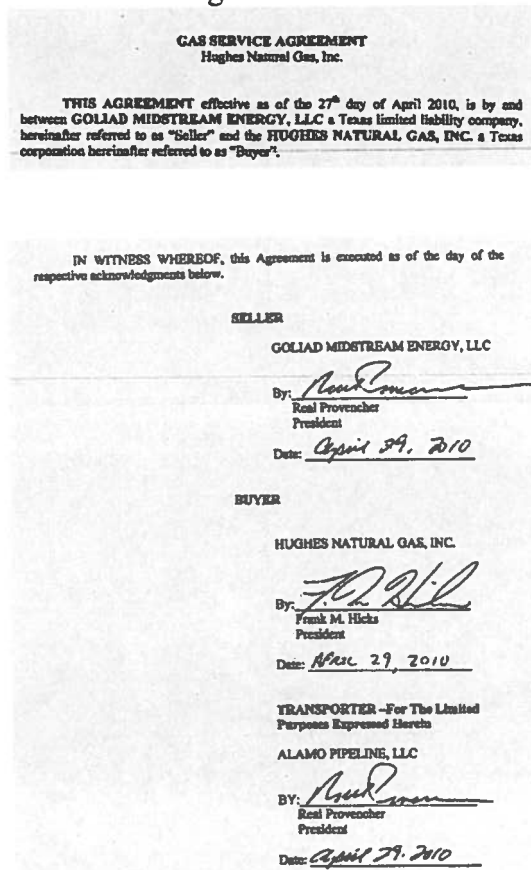 GAS SERVICE AGREEMENT
Hughes Natural Gas, Inc.
THIS AGREEMENT effective as of the 27th day of April 2010, is by and
between GOLIAD MIDSTREAM ENERGY, LLC a Texas limited liability company,
hereinafter referred to as "Seller" and the HUGHES NATURAL GAS, INC. a Texas
corporation hereinafter referred to as "Buyer".
IN WITNESS WHEREOF, this Agreement is executed as of the day of the
respective acknowledgments below.
SELLER
GOLIAD MIDSTREAM ENERGY, LLC
By:
Real Provencher
President
Date: April 29, 2010
BUYER
HUGHES NATURAL GAS, INC.
By:
Frank M. Hicks
President
Date: APRIL 29, 2010
TRANSPORTER –For The Limited
Purposes Expressed Herein
ALAMO PIPELINE, LLC
BY:
Real Provencher
President
Date: April 29, 2010